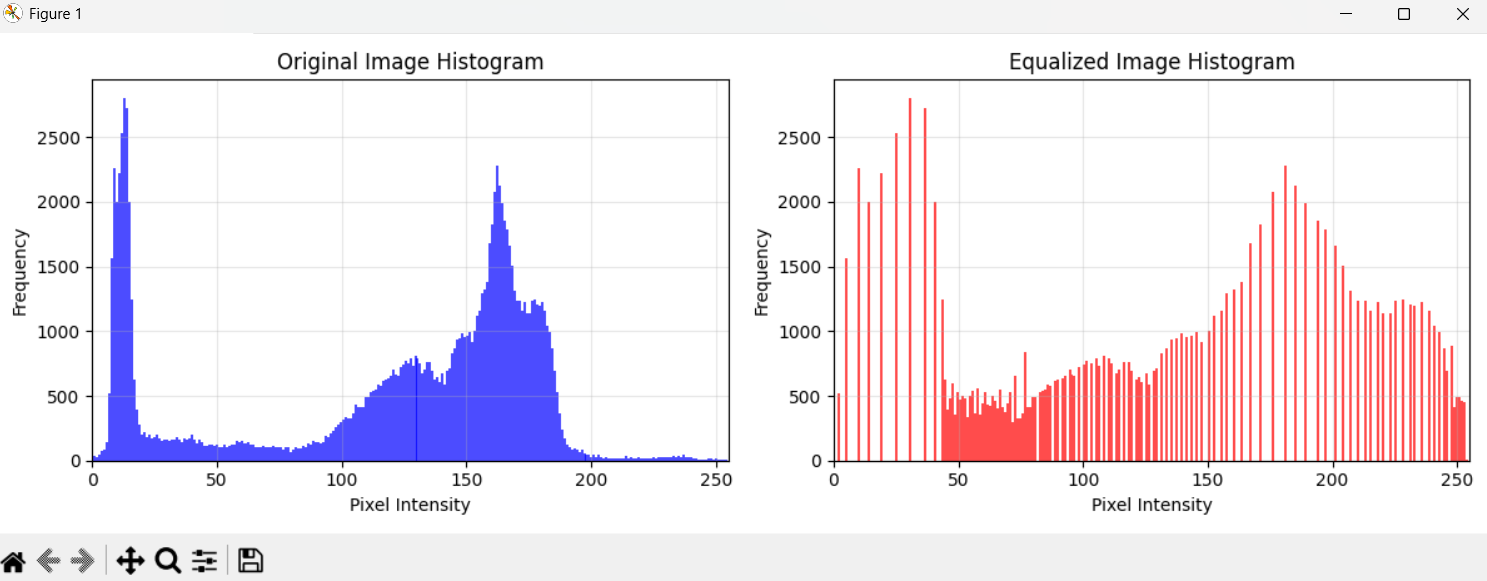 Figure 1
Original Image Histogram
Frequency
2500
2000
1500
1000
500
0
0 50 100 150 200 250
Pixel Intensity
Equalized Image Histogram
Frequency
2500
2000
1500
1000
500
0
0 50 100 150 200 250
Pixel Intensity